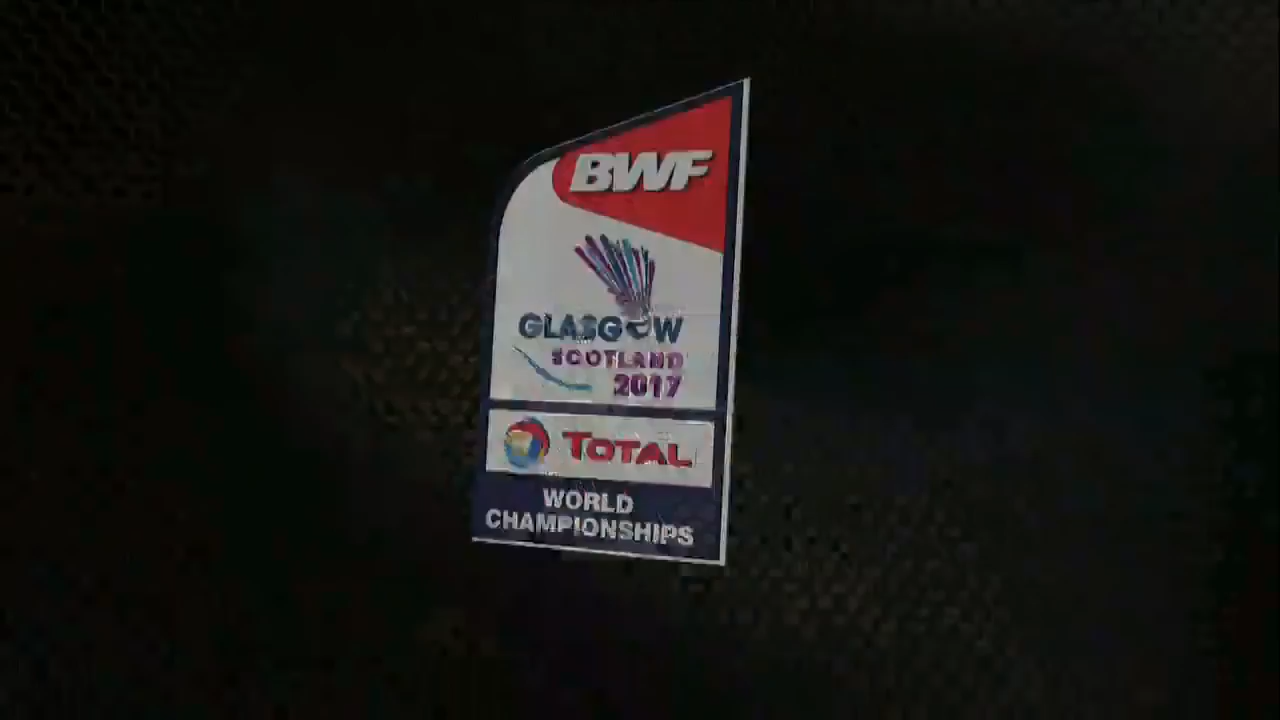 BWF
GLASGOW
SCOTLAND
2017
TOTAL
WORLD
CHAMPIONSHIPS